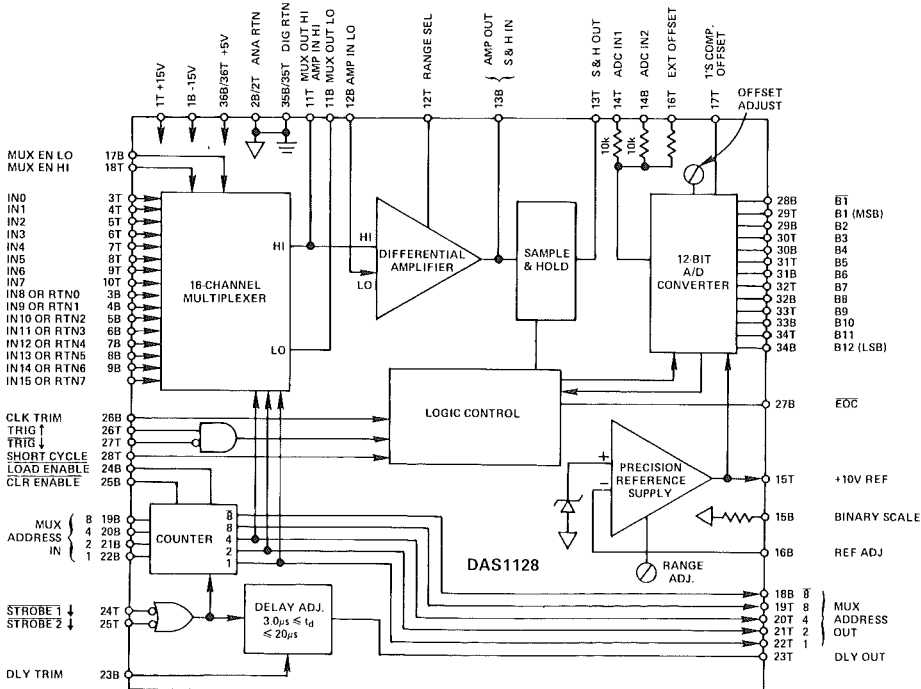 1T +15V
1B -15V
36B/36T +5V
2B/2T ANA RTN
35B/35T DIG RTN
11T MUX OUT HI
AMP IN HI
11B MUX OUT LO
12B AMP IN LO
12T RANGE SEL
13B AMP OUT
S & H IN
13T S & H OUT
14T ADC IN1
14B ADC IN2
16T EXT OFFSET
17T 1'S COMP.
OFFSET
OFFSET
ADJUST
10k
10k
MUX EN LO 17B
MUX EN HI 18T
IN0 3T
IN1 4T
IN2 5T
IN3 6T
IN4 7T
IN5 8T
IN6 9T
IN7 10T
IN8 OR RTN0 3B
IN9 OR RTN1 4B
IN10 OR RTN2 5B
IN11 OR RTN3 6B
IN12 OR RTN4 7B
IN13 OR RTN5 8B
IN14 OR RTN6 9B
IN15 OR RTN7
16-CHANNEL
MULTIPLEXER
HI
LO
HI
LO
DIFFERENTIAL
AMPLIFIER
SAMPLE
& HOLD
12-BIT
A/D
CONVERTER
28B B1
29T B1 (MSB)
29B B2
30T B3
30B B4
31T B5
31B B6
32T B7
32B B8
33T B9
33B B10
34T B11
34B B12 (LSB)
CLK TRIM 26B
TRIG ↑ 26T
TRIG ↓ 27T
SHORT CYCLE 28T
LOAD ENABLE 24B
CLR ENABLE 25B
LOGIC CONTROL
27B EOC
+
−
PRECISION
REFERENCE
SUPPLY
15T +10V REF
15B BINARY SCALE
16B REF ADJ
RANGE
ADJ.
DAS1128
MUX
ADDRESS
IN
8 19B
4 20B
2 21B
1 22B
COUNTER
8
8
4
2
1
STROBE 1 ↓ 24T
STROBE 2 ↓ 25T
DELAY ADJ.
3.0µs ≤ td
≤ 20µs
18B 8
19T 8
20T 4
21T 2
22T 1
MUX
ADDRESS
OUT
23T DLY OUT
DLY TRIM 23B